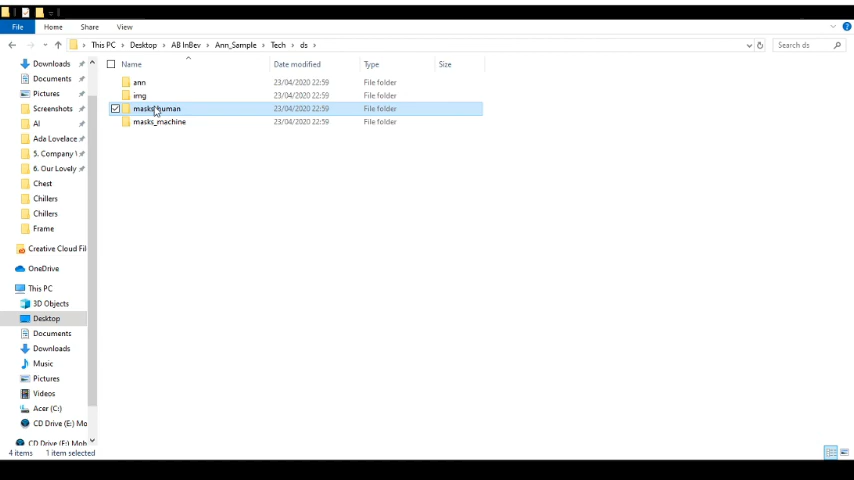 File Home Share View
This PC > Desktop > AB InBev > Ann_Sample > Tech > ds >
Search ds
Name Date modified Type Size
ann 23/04/2020 22:59 File folder
img 23/04/2020 22:59 File folder
masks_human 23/04/2020 22:59 File folder
masks_machine 23/04/2020 22:59 File folder
Downloads
Documents
Pictures
Screenshots
AI
Ada Lovelace
5. Company
6. Our Lovely
Chest
Chillers
Chillers
Frame
Creative Cloud Fil
OneDrive
This PC
3D Objects
Desktop
Documents
Downloads
Music
Pictures
Videos
Acer (C:)
CD Drive (E:) Mo
CD Drive (E:) Mob
4 items 1 item selected